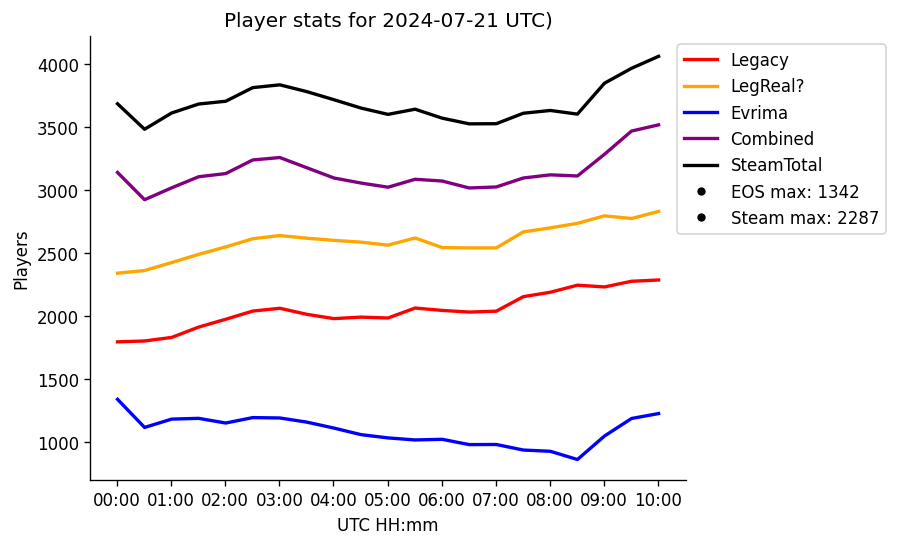 Player stats for 2024-07-21 UTC)
Players
4000
3500
3000
2500
2000
1500
1000
00:00 01:00 02:00 03:00 04:00 05:00 06:00 07:00 08:00 09:00 10:00
UTC HH:mm
Legacy
LegReal?
Evrima
Combined
SteamTotal
EOS max: 1342
Steam max: 2287